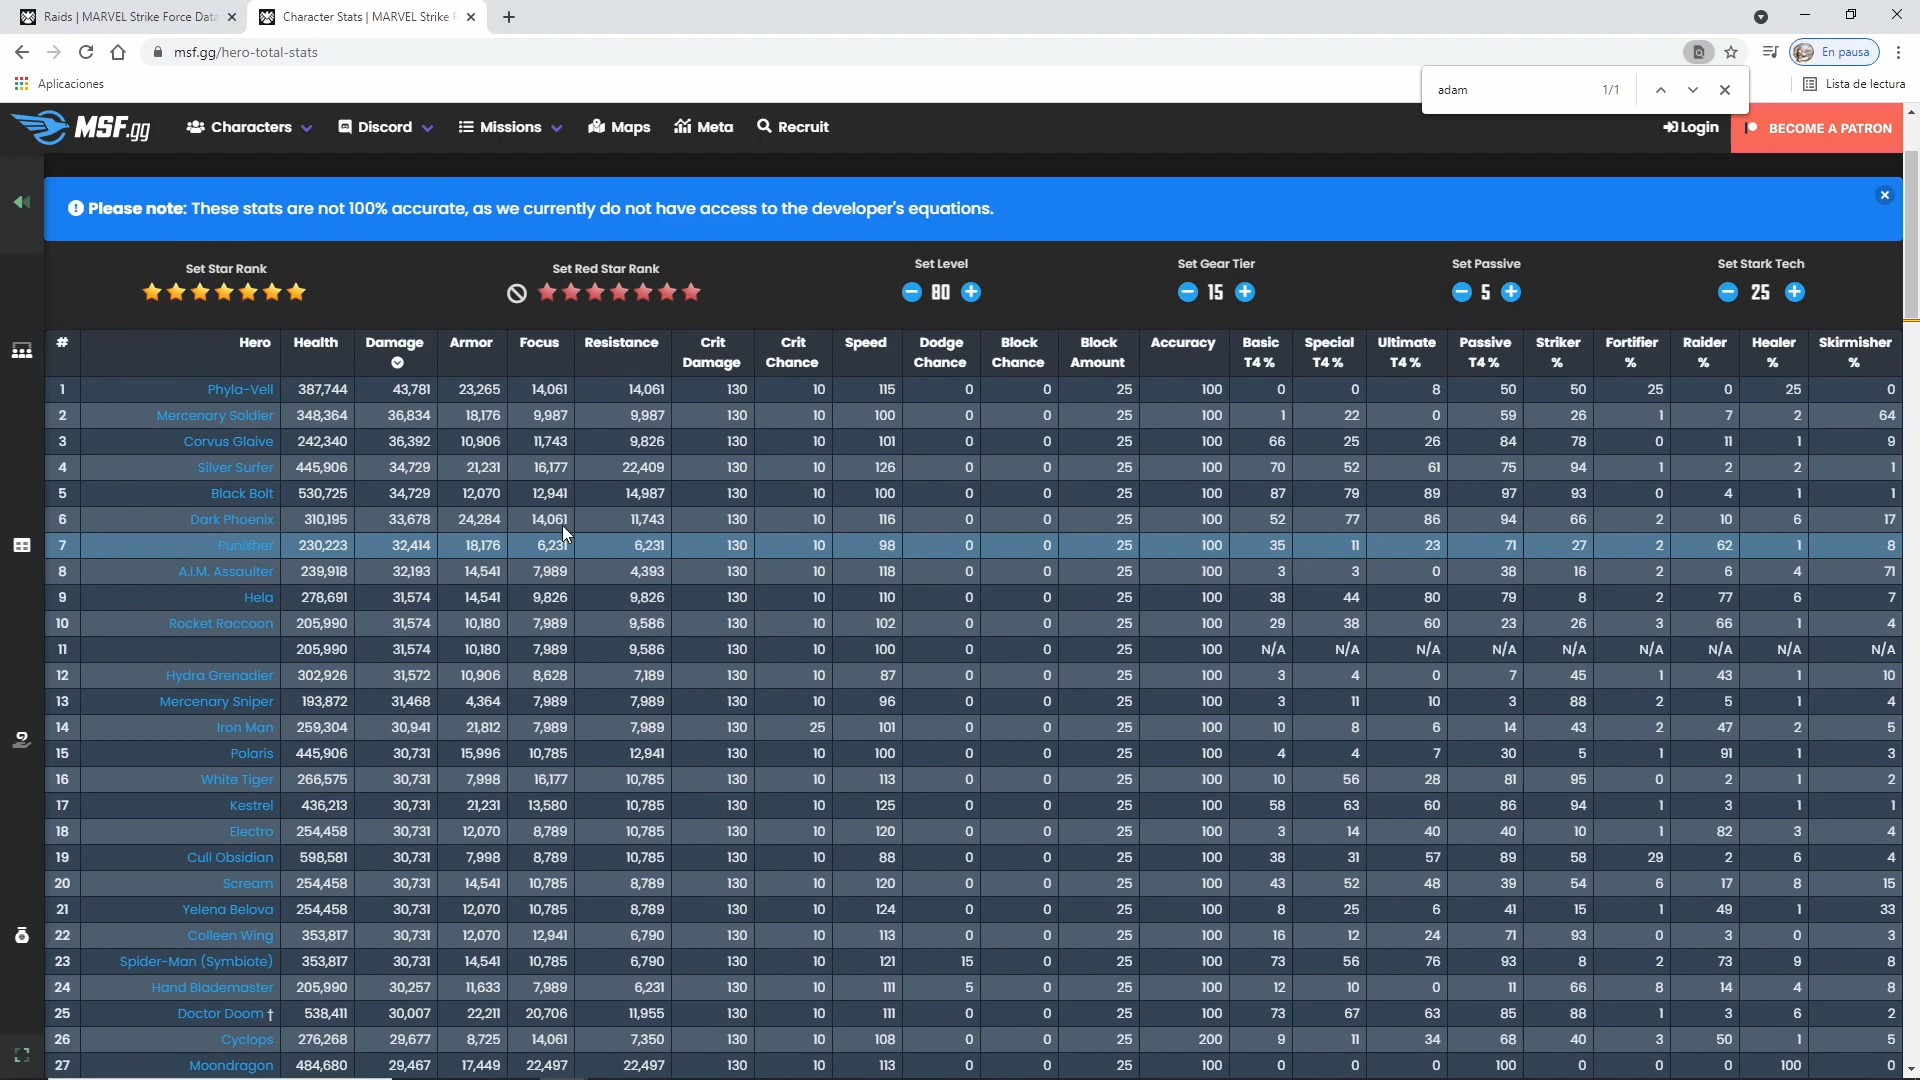 Raids | MARVEL Strike Force Data
Character Stats | MARVEL Strike F
msf.gg/hero-total-stats
En pausa
Aplicaciones
Lista de lectura
adam 1/1
MSF.gg Characters Discord Missions Maps Meta Recruit Login BECOME A PATRON
Please note: These stats are not 100% accurate, as we currently do not have access to the developer's equations.
Set Star Rank Set Red Star Rank Set Level Set Gear Tier Set Passive Set Stark Tech
80 15 5 25
# Hero Health Damage Armor Focus Resistance Crit Damage Crit Chance Speed Dodge Chance Block Chance Block Amount Accuracy Basic T4 % Special T4 % Ultimate T4 % Passive T4 % Striker % Fortifier % Raider % Healer % Skirmisher %
1 Phyla-Vell 387,744 43,781 23,265 14,061 14,061 130 10 115 0 0 25 100 0 0 8 50 50 25 0 25 0
2 Mercenary Soldier 348,364 36,834 18,176 9,987 9,987 130 10 100 0 0 25 100 1 22 0 59 26 1 7 2 64
3 Corvus Glaive 242,340 36,392 10,906 11,743 9,826 130 10 101 0 0 25 100 66 25 26 84 78 0 11 1 9
4 Silver Surfer 445,906 34,729 21,231 16,177 22,409 130 10 126 0 0 25 100 70 52 61 75 94 1 2 2 1
5 Black Bolt 530,725 34,729 12,070 12,941 14,987 130 10 100 0 0 25 100 87 79 89 97 93 0 4 1 1
6 Dark Phoenix 310,195 33,678 24,284 14,061 11,743 130 10 116 0 0 25 100 52 77 86 94 66 2 10 6 17
7 Punisher 230,223 32,414 18,176 6,231 6,231 130 10 98 0 0 25 100 35 11 23 71 27 2 62 1 8
8 A.I.M. Assaulter 239,918 32,193 14,541 7,989 4,393 130 10 118 0 0 25 100 3 3 0 38 16 2 6 4 71
9 Hela 278,691 31,574 14,541 9,826 9,826 130 10 110 0 0 25 100 38 44 80 79 8 2 77 6 7
10 Rocket Raccoon 205,990 31,574 10,180 7,989 9,586 130 10 102 0 0 25 100 29 38 60 23 26 3 66 1 4
11 205,990 31,574 10,180 7,989 9,586 130 10 100 0 0 25 100 N/A N/A N/A N/A N/A N/A N/A N/A N/A
12 Hydra Grenadier 302,926 31,572 10,906 8,628 7,189 130 10 87 0 0 25 100 3 4 0 7 45 1 43 1 10
13 Mercenary Sniper 193,872 31,468 4,364 7,989 7,989 130 10 96 0 0 25 100 3 11 10 3 88 2 5 1 4
14 Iron Man 259,304 30,941 21,812 7,989 7,989 130 25 101 0 0 25 100 10 8 6 14 43 2 47 2 5
15 Polaris 445,906 30,731 15,996 10,785 12,941 130 10 100 0 0 25 100 4 4 7 30 5 1 91 1 3
16 White Tiger 266,575 30,731 7,998 16,177 10,785 130 10 113 0 0 25 100 10 56 28 81 95 0 2 1 2
17 Kestrel 436,213 30,731 21,231 13,580 10,785 130 10 125 0 0 25 100 58 63 60 86 94 1 3 1 1
18 Electro 254,458 30,731 12,070 8,789 10,785 130 10 120 0 0 25 100 3 14 40 40 10 1 82 3 4
19 Cull Obsidian 598,581 30,731 7,998 8,789 10,785 130 10 88 0 0 25 100 38 31 57 89 58 29 2 6 4
20 Scream 254,458 30,731 14,541 10,785 8,789 130 10 120 0 0 25 100 43 52 48 39 54 6 17 8 15
21 Yelena Belova 254,458 30,731 12,070 10,785 8,789 130 10 124 0 0 25 100 8 25 6 41 15 1 49 1 33
22 Colleen Wing 353,817 30,731 12,070 12,941 6,790 130 10 113 0 0 25 100 16 12 24 71 93 0 3 0 3
23 Spider-Man (Symbiote) 353,817 30,731 14,541 10,785 6,790 130 10 121 15 0 25 100 73 56 76 93 8 2 73 9 8
24 Hand Blademaster 205,990 30,257 11,633 7,989 6,231 130 10 111 5 0 25 100 12 10 0 11 66 8 14 4 8
25 Doctor Doom † 538,411 30,007 22,211 20,706 11,955 130 10 111 0 0 25 100 73 67 63 85 88 1 3 6 2
26 Cyclops 276,268 29,677 8,725 14,061 7,350 130 10 108 0 0 25 200 9 11 34 68 40 3 50 1 5
27 Moondragon 484,680 29,467 17,449 22,497 22,497 130 10 113 0 0 25 100 0 0 0 100 0 0 0 100 0